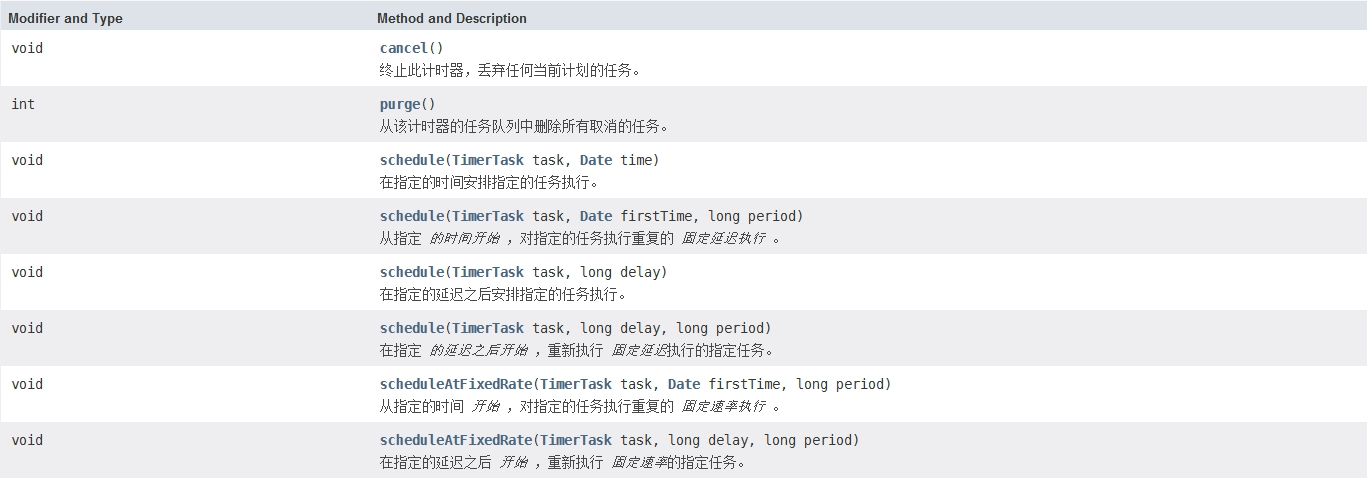 Modifier and Type Method and Description
void cancel()
终止此计时器，丢弃任何当前计划的任务。
int purge()
从该计时器的任务队列中删除所有取消的任务。
void schedule(TimerTask task, Date time)
在指定的时间安排指定的任务执行。
void schedule(TimerTask task, Date firstTime, long period)
从指定 的时间开始 ，对指定的任务执行重复的 固定延迟执行 。
void schedule(TimerTask task, long delay)
在指定的延迟之后安排指定的任务执行。
void schedule(TimerTask task, long delay, long period)
在指定 的延迟之后开始 ，重新执行 固定延迟执行的指定任务。
void scheduleAtFixedRate(TimerTask task, Date firstTime, long period)
从指定的时间 开始 ，对指定的任务执行重复的 固定速率执行 。
void scheduleAtFixedRate(TimerTask task, long delay, long period)
在指定的延迟之后 开始 ，重新执行 固定速率的指定任务。